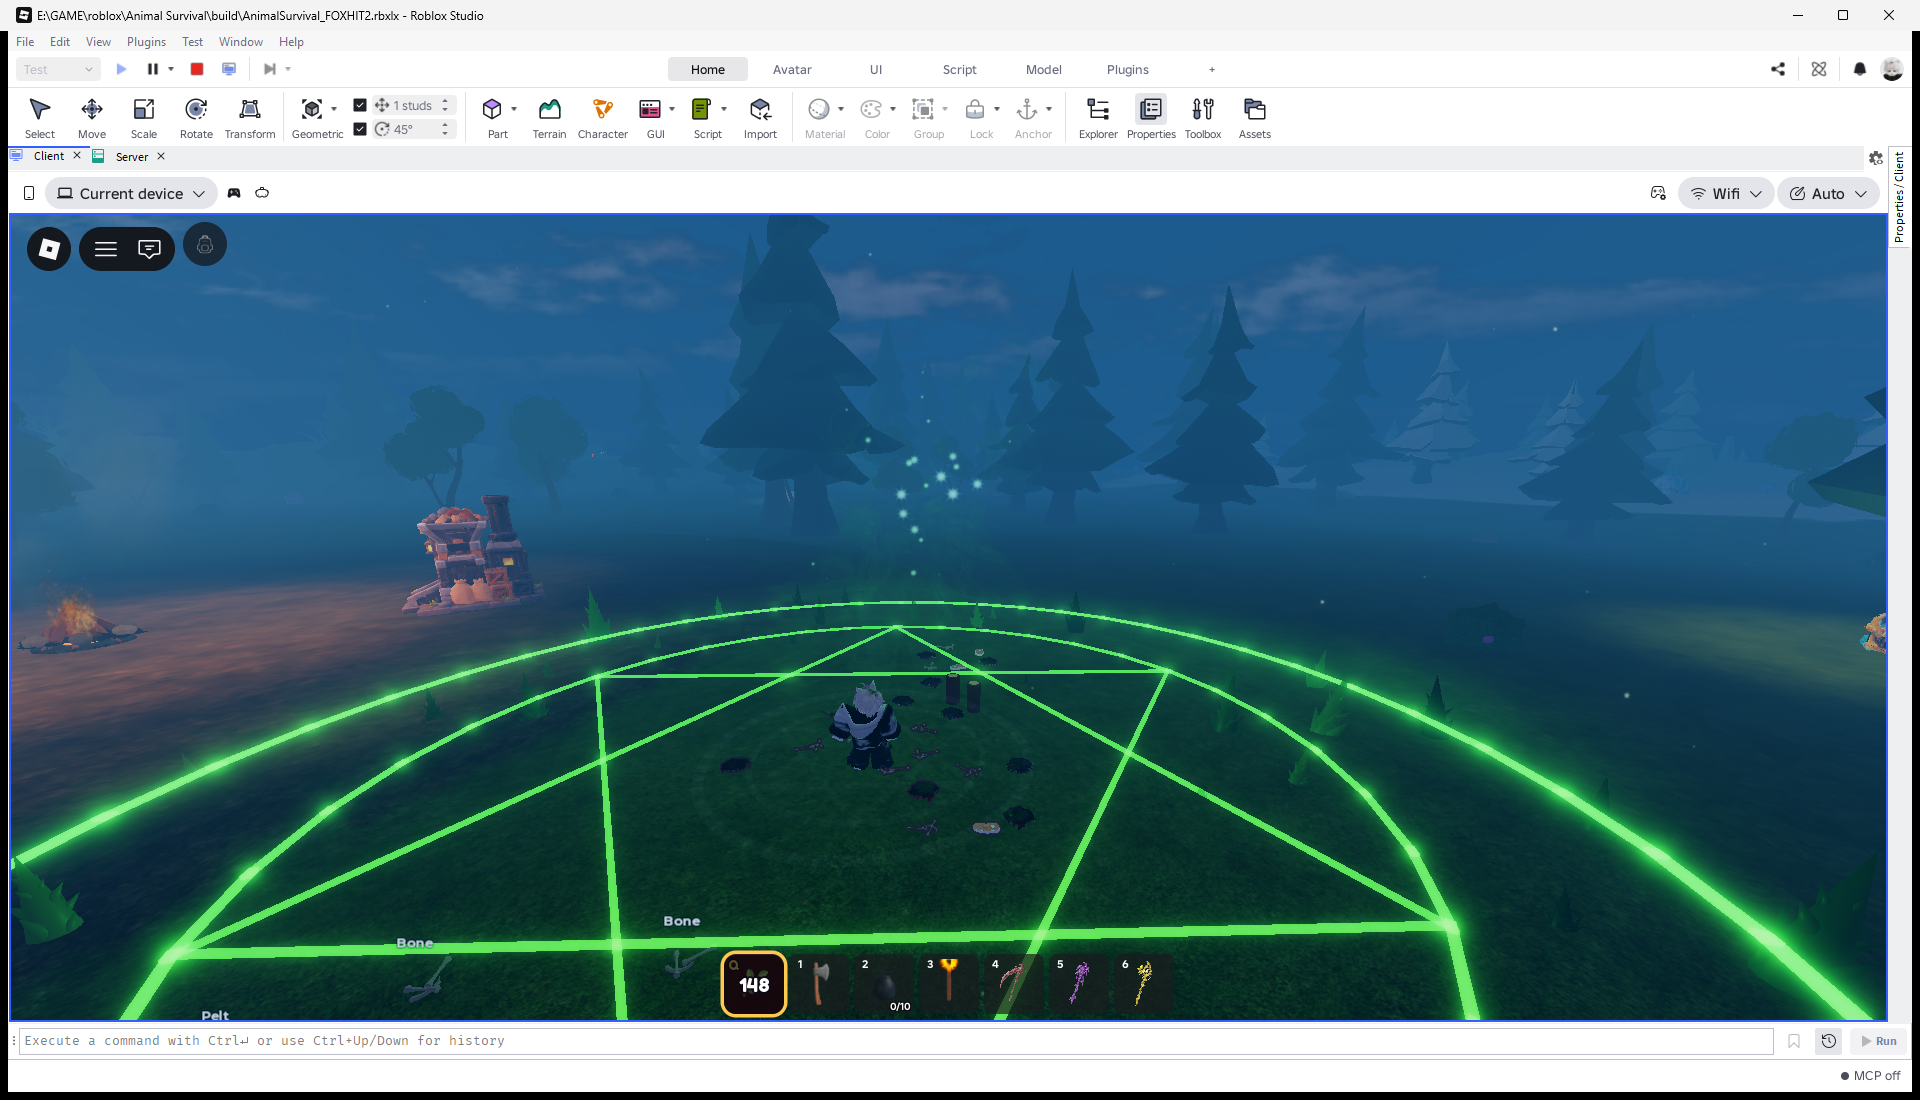 E:\GAME\roblox\Animal Survival\build\AnimalSurvival_FOXHIT2.rbxlx - Roblox Studio
File Edit View Plugins Test Window Help
Test
Home Avatar UI Script Model Plugins +
1 studs
45°
Select Move Scale Rotate Transform Geometric Part Terrain Character GUI Script Import Material Color Group Lock Anchor Explorer Properties Toolbox Assets
Client Server
Properties / Client
Current device
Wifi
Auto
Bone
Bone
Pelt
Q
148
1
2
0/10
3
4
5
6
Execute a command with Ctrl↵ or use Ctrl+Up/Down for history
Run
MCP off